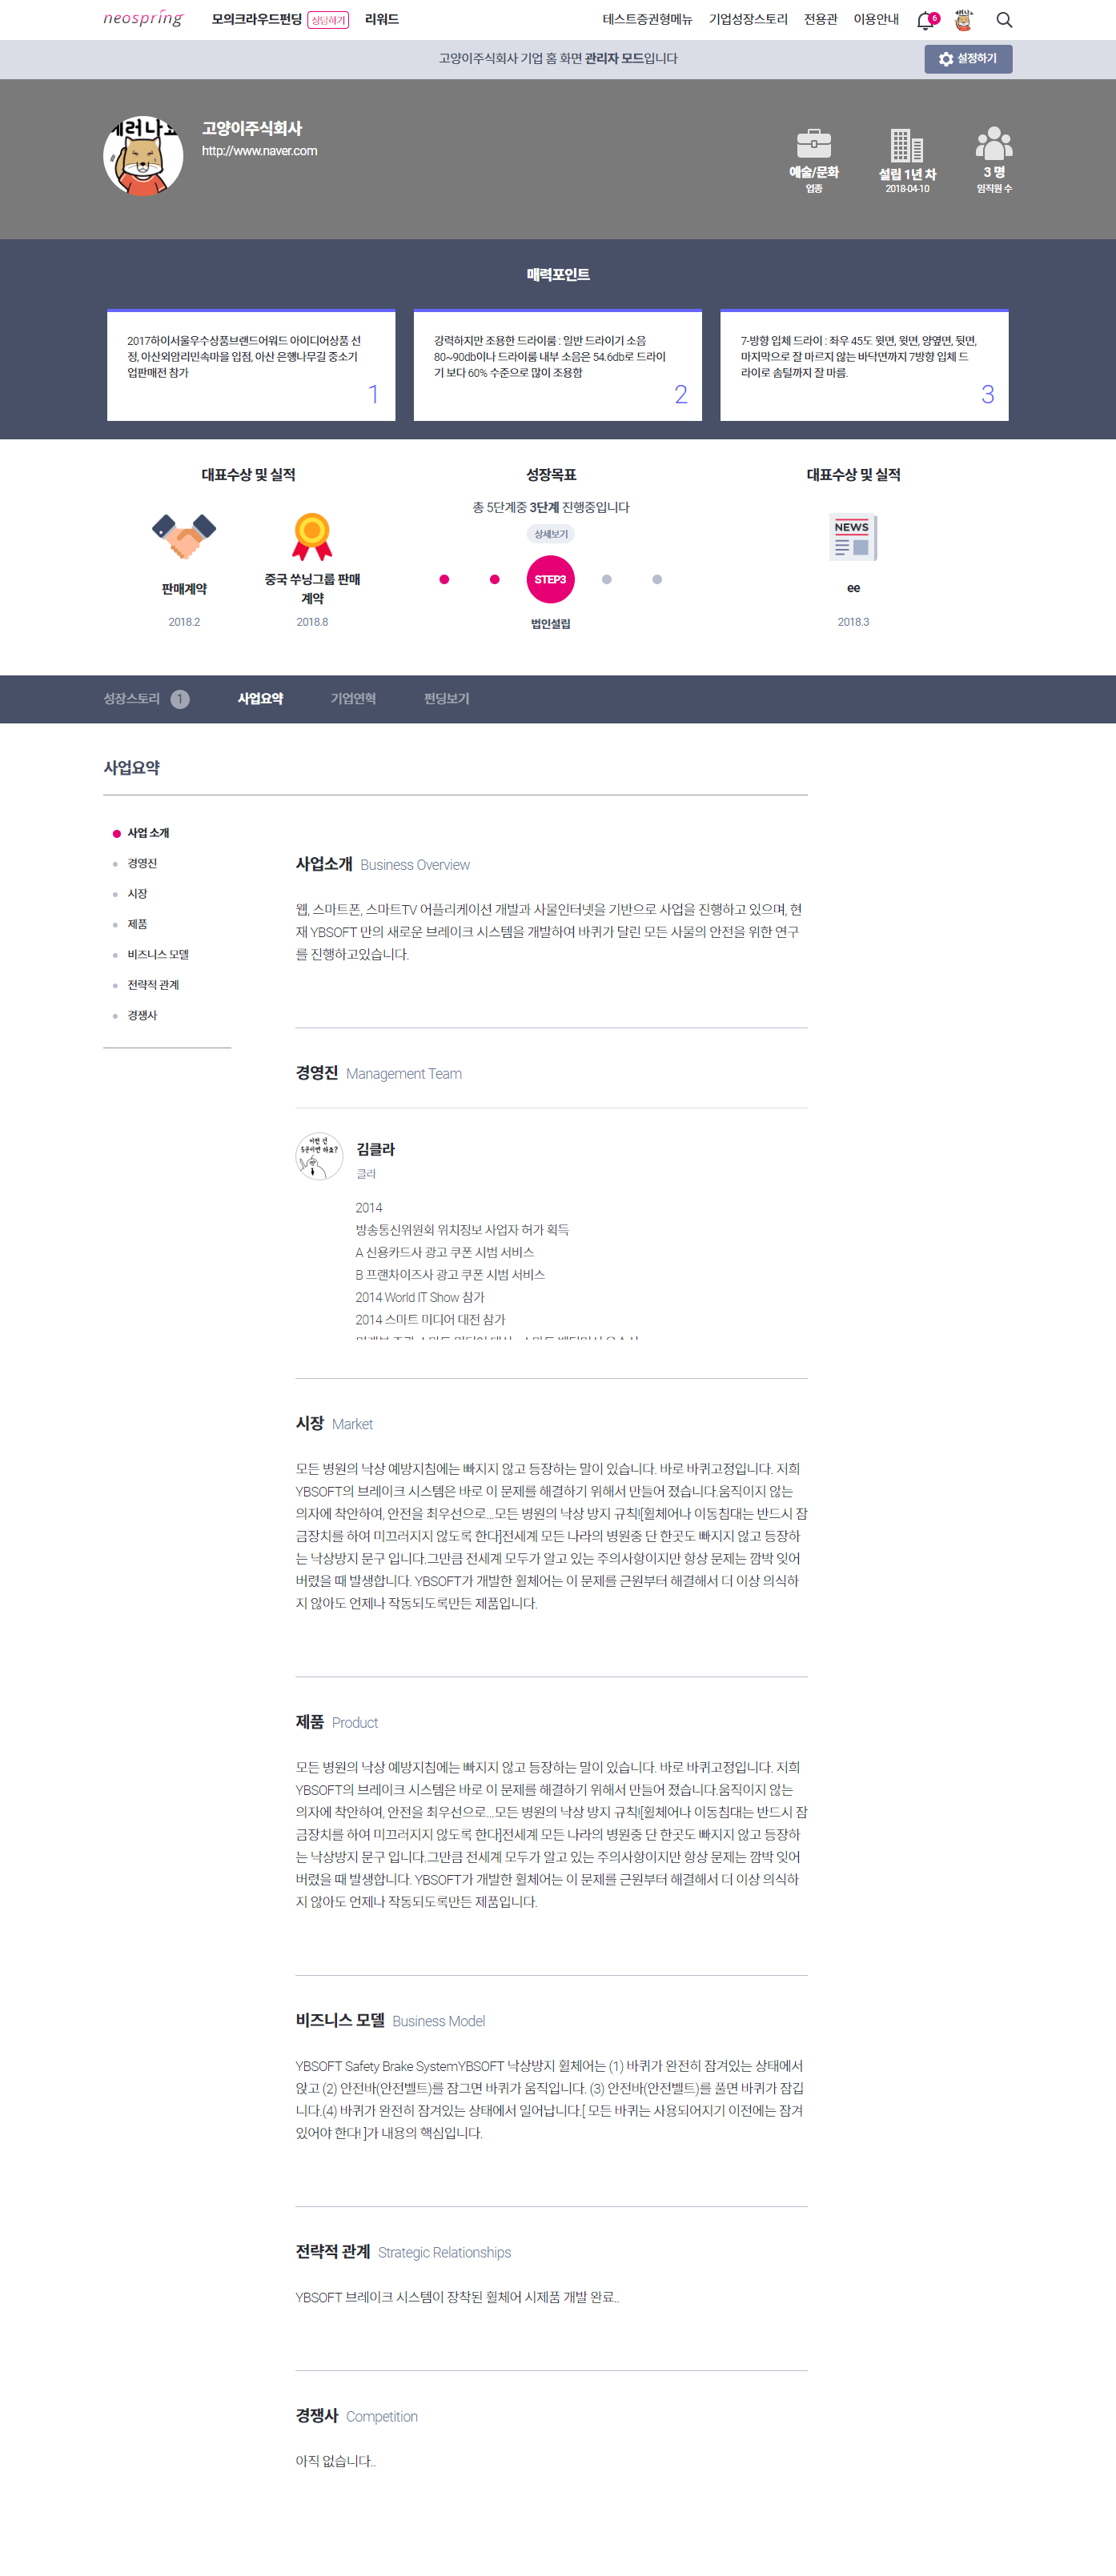 neospring 모의크라우드펀딩 상담하기 리워드 테스트증권형메뉴 기업성장스토리 전용관 이용안내 6
고양이주식회사 기업 홈 화면 관리자 모드입니다 설정하기
고양이주식회사
http://www.naver.com
예술/문화
업종
설립 1년 차
2018-04-10
3 명
임직원 수
매력포인트
2017하이서울우수상품브랜드어워드 아이디어상품 선
정, 아산외암리민속마을 입점, 아산 은행나무길 중소기
업판매전 참가
1
강력하지만 조용한 드라이룸 : 일반 드라이기 소음
80~90db이나 드라이룸 내부 소음은 54.6db로 드라이
기 보다 60% 수준으로 많이 조용함
2
7-방향 입체 드라이 : 좌우 45도 윗면, 윗면, 양옆면, 뒷면,
마지막으로 잘 마르지 않는 바닥면까지 7방향 입체 드
라이로 솜털까지 잘 마름.
3
대표수상 및 실적
판매계약
2018.2
중국 쑤닝그룹 판매
계약
2018.8
성장목표
총 5단계중 3단계 진행중입니다
상세보기
STEP3
법인설립
대표수상 및 실적
NEWS
ee
2018.3
성장스토리 1 사업요약 기업연혁 펀딩보기
사업요약
사업 소개
경영진
시장
제품
비즈니스 모델
전략적 관계
경쟁사
사업소개 Business Overview
웹, 스마트폰, 스마트TV 어플리케이션 개발과 사물인터넷을 기반으로 사업을 진행하고 있으며, 현
재 YBSOFT 만의 새로운 브레이크 시스템을 개발하여 바퀴가 달린 모든 사물의 안전을 위한 연구
를 진행하고있습니다.
경영진 Management Team
이런 건
5분이면 하죠?
김클라
클라
2014
방송통신위원회 위치정보 사업자 허가 획득
A 신용카드사 광고 쿠폰 시범 서비스
B 프랜차이즈사 광고 쿠폰 시범 서비스
2014 World IT Show 참가
2014 스마트 미디어 대전 참가
시장 Market
모든 병원의 낙상 예방지침에는 빠지지 않고 등장하는 말이 있습니다. 바로 바퀴고정입니다. 저희
YBSOFT의 브레이크 시스템은 바로 이 문제를 해결하기 위해서 만들어 졌습니다.움직이지 않는
의자에 착안하여, 안전을 최우선으로...모든 병원의 낙상 방지 규칙![휠체어나 이동침대는 반드시 잠
금장치를 하여 미끄러지지 않도록 한다]전세계 모든 나라의 병원중 단 한곳도 빠지지 않고 등장하
는 낙상방지 문구 입니다.그만큼 전세계 모두가 알고 있는 주의사항이지만 항상 문제는 깜박 잊어
버렸을 때 발생합니다. YBSOFT가 개발한 휠체어는 이 문제를 근원부터 해결해서 더 이상 의식하
지 않아도 언제나 작동되도록만든 제품입니다.
제품 Product
모든 병원의 낙상 예방지침에는 빠지지 않고 등장하는 말이 있습니다. 바로 바퀴고정입니다. 저희
YBSOFT의 브레이크 시스템은 바로 이 문제를 해결하기 위해서 만들어 졌습니다.움직이지 않는
의자에 착안하여, 안전을 최우선으로...모든 병원의 낙상 방지 규칙![휠체어나 이동침대는 반드시 잠
금장치를 하여 미끄러지지 않도록 한다]전세계 모든 나라의 병원중 단 한곳도 빠지지 않고 등장하
는 낙상방지 문구 입니다.그만큼 전세계 모두가 알고 있는 주의사항이지만 항상 문제는 깜박 잊어
버렸을 때 발생합니다. YBSOFT가 개발한 휠체어는 이 문제를 근원부터 해결해서 더 이상 의식하
지 않아도 언제나 작동되도록만든 제품입니다.
비즈니스 모델 Business Model
YBSOFT Safety Brake SystemYBSOFT 낙상방지 휠체어는 (1) 바퀴가 완전히 잠겨있는 상태에서
앉고 (2) 안전바(안전벨트)를 잠그면 바퀴가 움직입니다. (3) 안전바(안전벨트)를 풀면 바퀴가 잠깁
니다.(4) 바퀴가 완전히 잠겨있는 상태에서 일어납니다.[ 모든 바퀴는 사용되어지기 이전에는 잠겨
있어야 한다! ]가 내용의 핵심입니다.
전략적 관계 Strategic Relationships
YBSOFT 브레이크 시스템이 장착된 휠체어 시제품 개발 완료..
경쟁사 Competition
아직 없습니다..